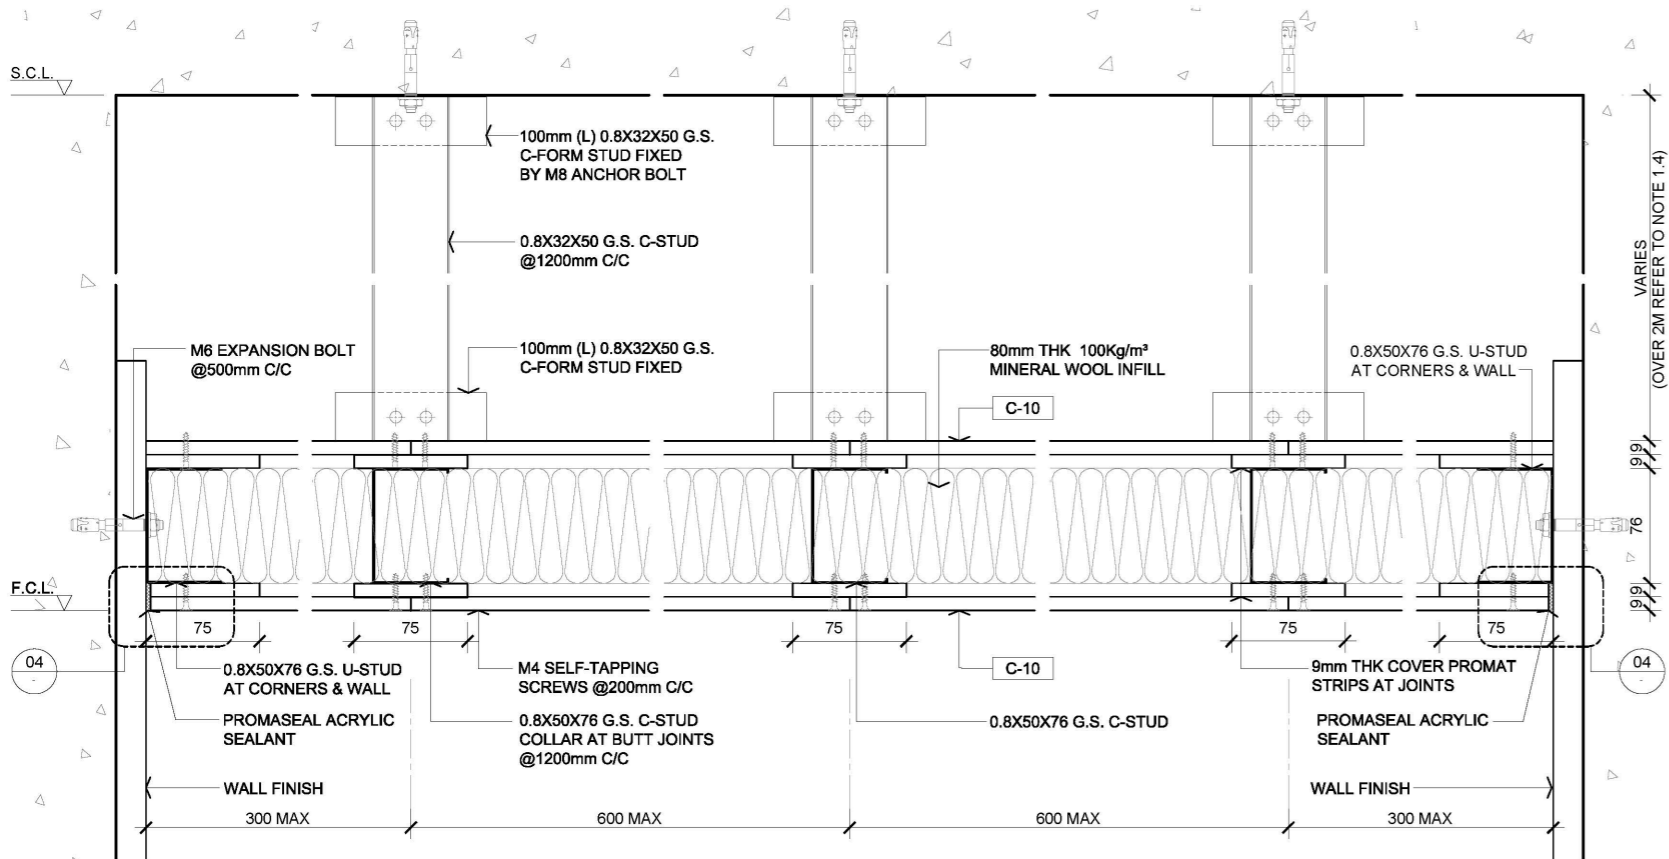 S.C.L.
100mm (L) 0.8X32X50 G.S.
C-FORM STUD FIXED
BY M8 ANCHOR BOLT
0.8X32X50 G.S. C-STUD
@1200mm C/C
VARIES
(OVER 2M REFER TO NOTE 1.4)
M6 EXPANSION BOLT
@500mm C/C
100mm (L) 0.8X32X50 G.S.
C-FORM STUD FIXED
80mm THK 100Kg/m³
MINERAL WOOL INFILL
0.8X50X76 G.S. U-STUD
AT CORNERS & WALL
C-10
9 9
76
9 9
F.C.L.
75
75
75
75
75
04
-
0.8X50X76 G.S. U-STUD
AT CORNERS & WALL
M4 SELF-TAPPING
SCREWS @200mm C/C
C-10
9mm THK COVER PROMAT
STRIPS AT JOINTS
04
-
PROMASEAL ACRYLIC
SEALANT
0.8X50X76 G.S. C-STUD
COLLAR AT BUTT JOINTS
@1200mm C/C
0.8X50X76 G.S. C-STUD
PROMASEAL ACRYLIC
SEALANT
WALL FINISH
WALL FINISH
300 MAX
600 MAX
600 MAX
300 MAX